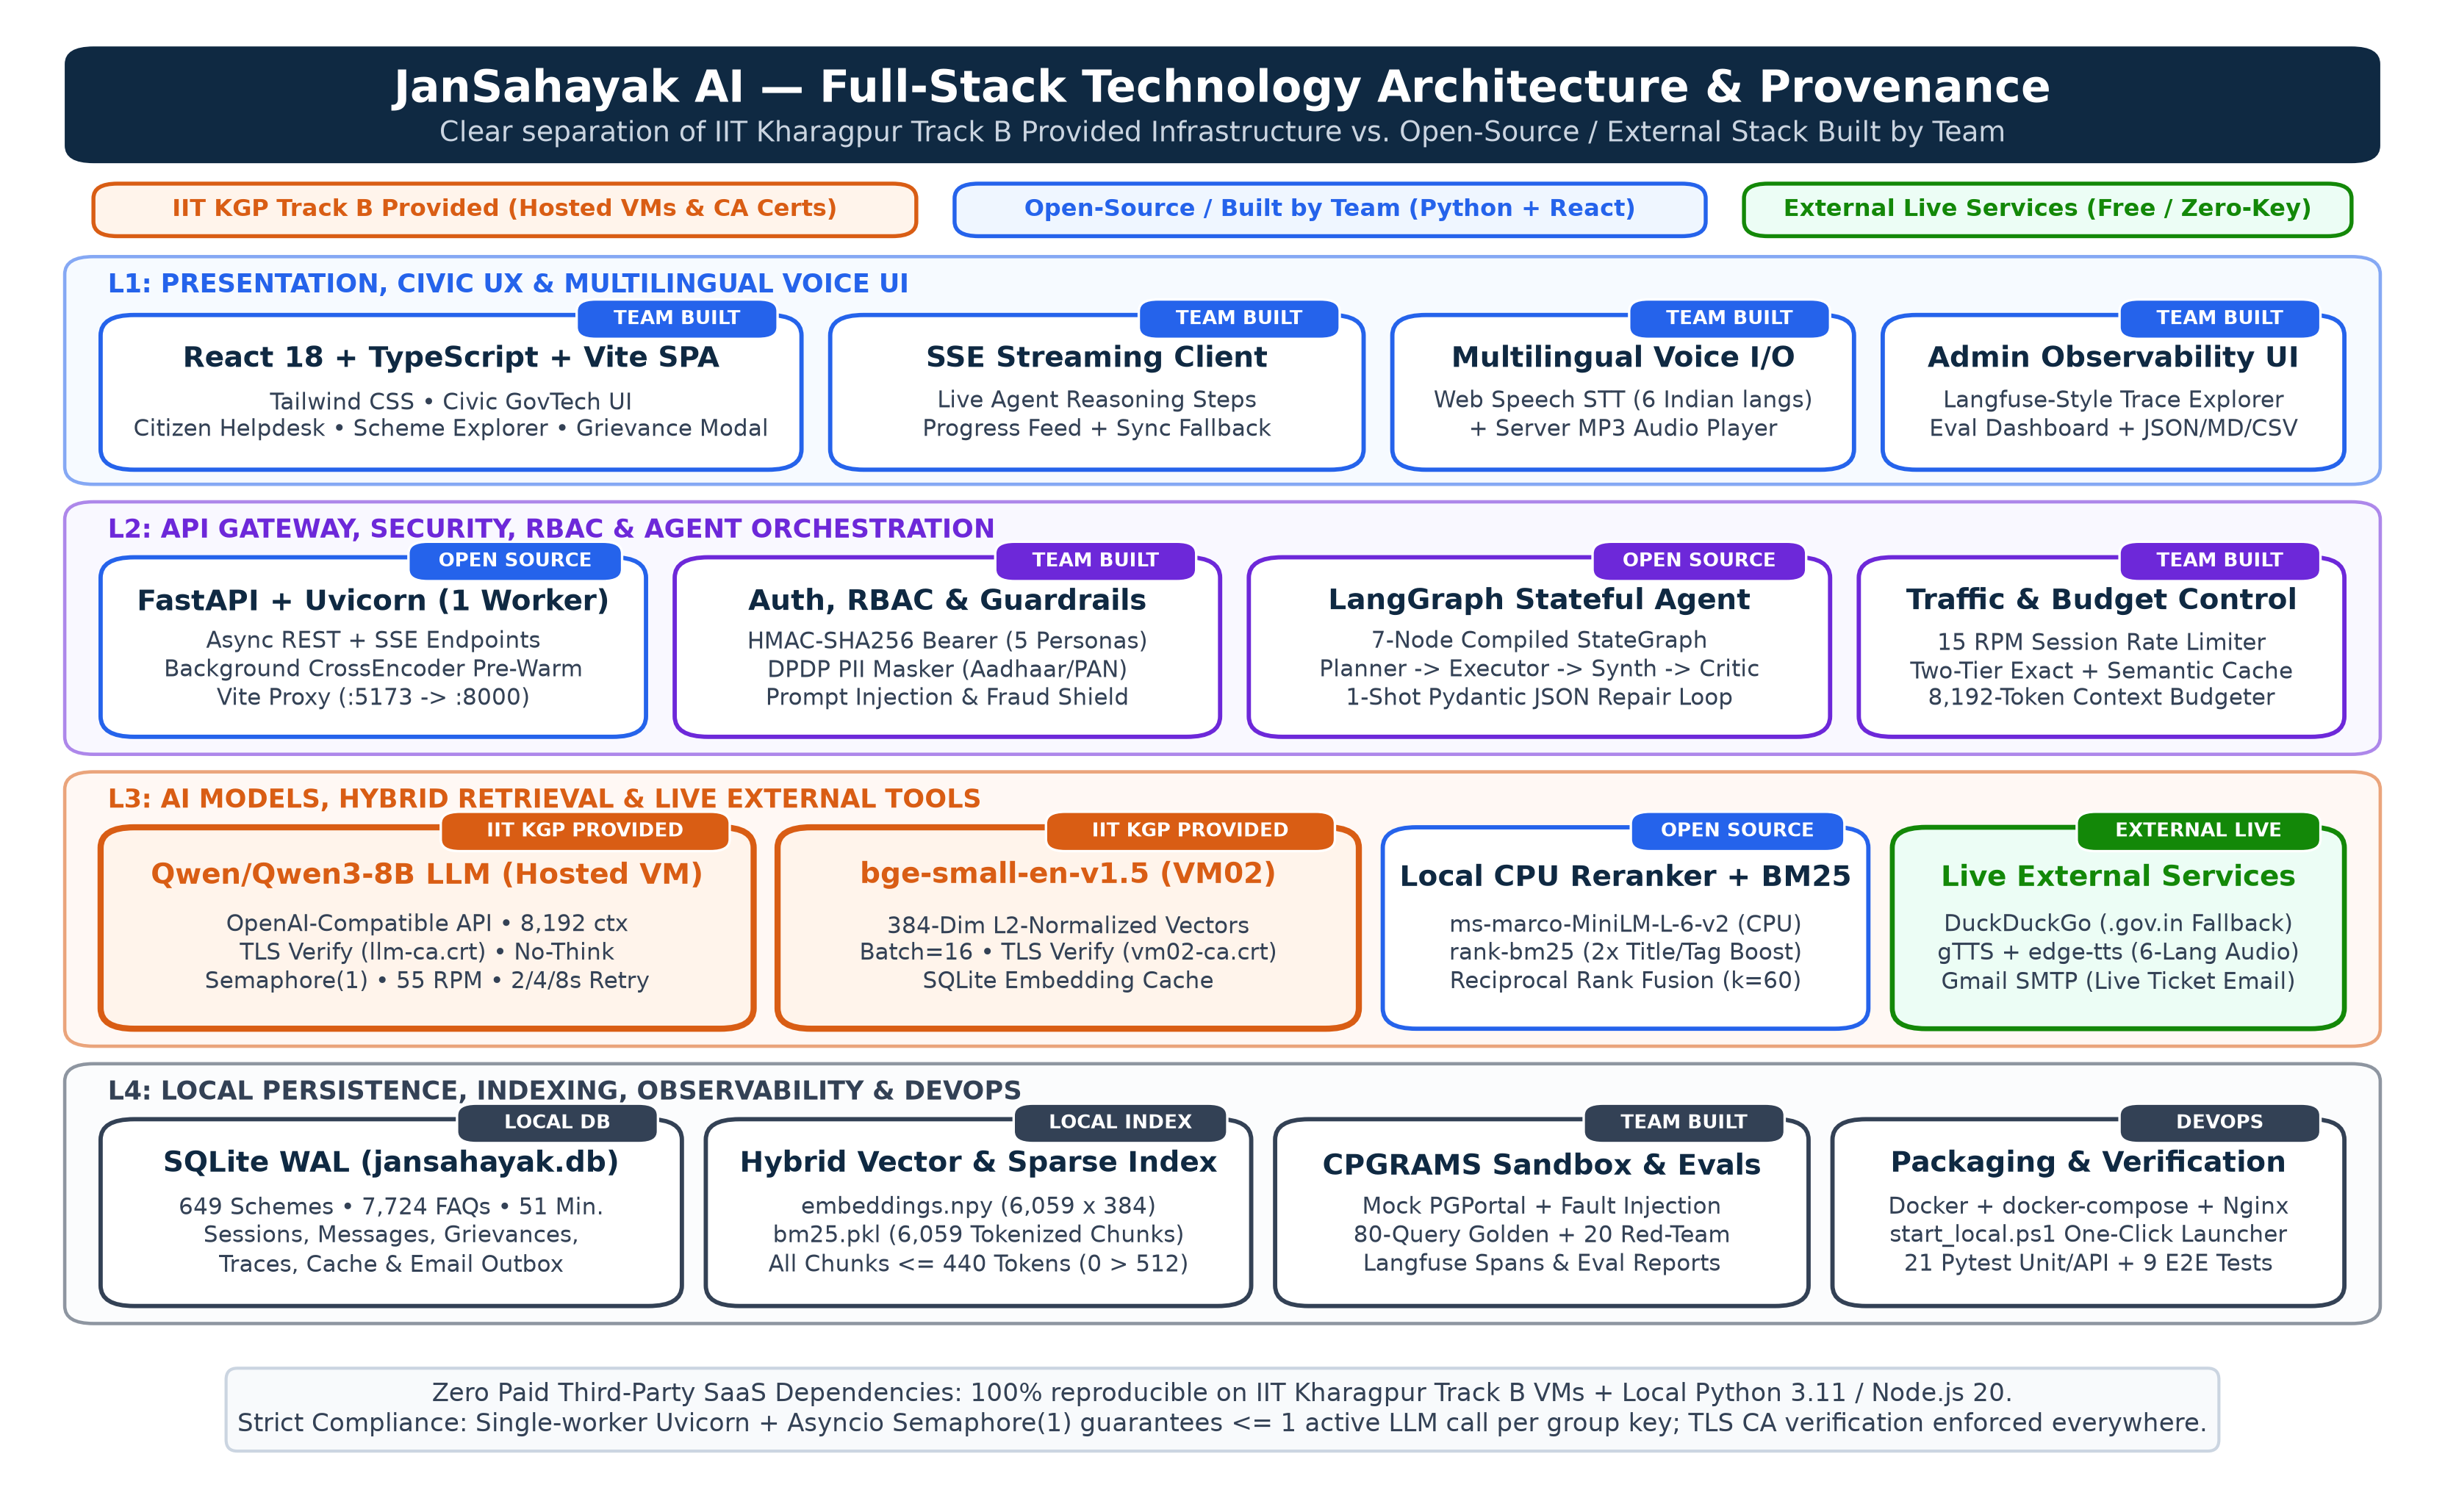 JanSahayak AI — Full-Stack Technology Architecture & Provenance
Clear separation of IIT Kharagpur Track B Provided Infrastructure vs. Open-Source / External Stack Built by Team
IIT KGP Track B Provided (Hosted VMs & CA Certs)
Open-Source / Built by Team (Python + React)
External Live Services (Free / Zero-Key)
L1: PRESENTATION, CIVIC UX & MULTILINGUAL VOICE UI
TEAM BUILT
React 18 + TypeScript + Vite SPA
Tailwind CSS • Civic GovTech UI
Citizen Helpdesk • Scheme Explorer • Grievance Modal
TEAM BUILT
SSE Streaming Client
Live Agent Reasoning Steps
Progress Feed + Sync Fallback
TEAM BUILT
Multilingual Voice I/O
Web Speech STT (6 Indian langs)
+ Server MP3 Audio Player
TEAM BUILT
Admin Observability UI
Langfuse-Style Trace Explorer
Eval Dashboard + JSON/MD/CSV
L2: API GATEWAY, SECURITY, RBAC & AGENT ORCHESTRATION
OPEN SOURCE
FastAPI + Uvicorn (1 Worker)
Async REST + SSE Endpoints
Background CrossEncoder Pre-Warm
Vite Proxy (:5173 -> :8000)
TEAM BUILT
Auth, RBAC & Guardrails
HMAC-SHA256 Bearer (5 Personas)
DPDP PII Masker (Aadhaar/PAN)
Prompt Injection & Fraud Shield
OPEN SOURCE
LangGraph Stateful Agent
7-Node Compiled StateGraph
Planner -> Executor -> Synth -> Critic
1-Shot Pydantic JSON Repair Loop
TEAM BUILT
Traffic & Budget Control
15 RPM Session Rate Limiter
Two-Tier Exact + Semantic Cache
8,192-Token Context Budgeter
L3: AI MODELS, HYBRID RETRIEVAL & LIVE EXTERNAL TOOLS
IIT KGP PROVIDED
Qwen/Qwen3-8B LLM (Hosted VM)
OpenAI-Compatible API • 8,192 ctx
TLS Verify (llm-ca.crt) • No-Think
Semaphore(1) • 55 RPM • 2/4/8s Retry
IIT KGP PROVIDED
bge-small-en-v1.5 (VM02)
384-Dim L2-Normalized Vectors
Batch=16 • TLS Verify (vm02-ca.crt)
SQLite Embedding Cache
OPEN SOURCE
Local CPU Reranker + BM25
ms-marco-MiniLM-L-6-v2 (CPU)
rank-bm25 (2x Title/Tag Boost)
Reciprocal Rank Fusion (k=60)
EXTERNAL LIVE
Live External Services
DuckDuckGo (.gov.in Fallback)
gTTS + edge-tts (6-Lang Audio)
Gmail SMTP (Live Ticket Email)
L4: LOCAL PERSISTENCE, INDEXING, OBSERVABILITY & DEVOPS
LOCAL DB
SQLite WAL (jansahayak.db)
649 Schemes • 7,724 FAQs • 51 Min.
Sessions, Messages, Grievances,
Traces, Cache & Email Outbox
LOCAL INDEX
Hybrid Vector & Sparse Index
embeddings.npy (6,059 x 384)
bm25.pkl (6,059 Tokenized Chunks)
All Chunks <= 440 Tokens (0 > 512)
TEAM BUILT
CPGRAMS Sandbox & Evals
Mock PGPortal + Fault Injection
80-Query Golden + 20 Red-Team
Langfuse Spans & Eval Reports
DEVOPS
Packaging & Verification
Docker + docker-compose + Nginx
start_local.ps1 One-Click Launcher
21 Pytest Unit/API + 9 E2E Tests
Zero Paid Third-Party SaaS Dependencies: 100% reproducible on IIT Kharagpur Track B VMs + Local Python 3.11 / Node.js 20.
Strict Compliance: Single-worker Uvicorn + Asyncio Semaphore(1) guarantees <= 1 active LLM call per group key; TLS CA verification enforced everywhere.